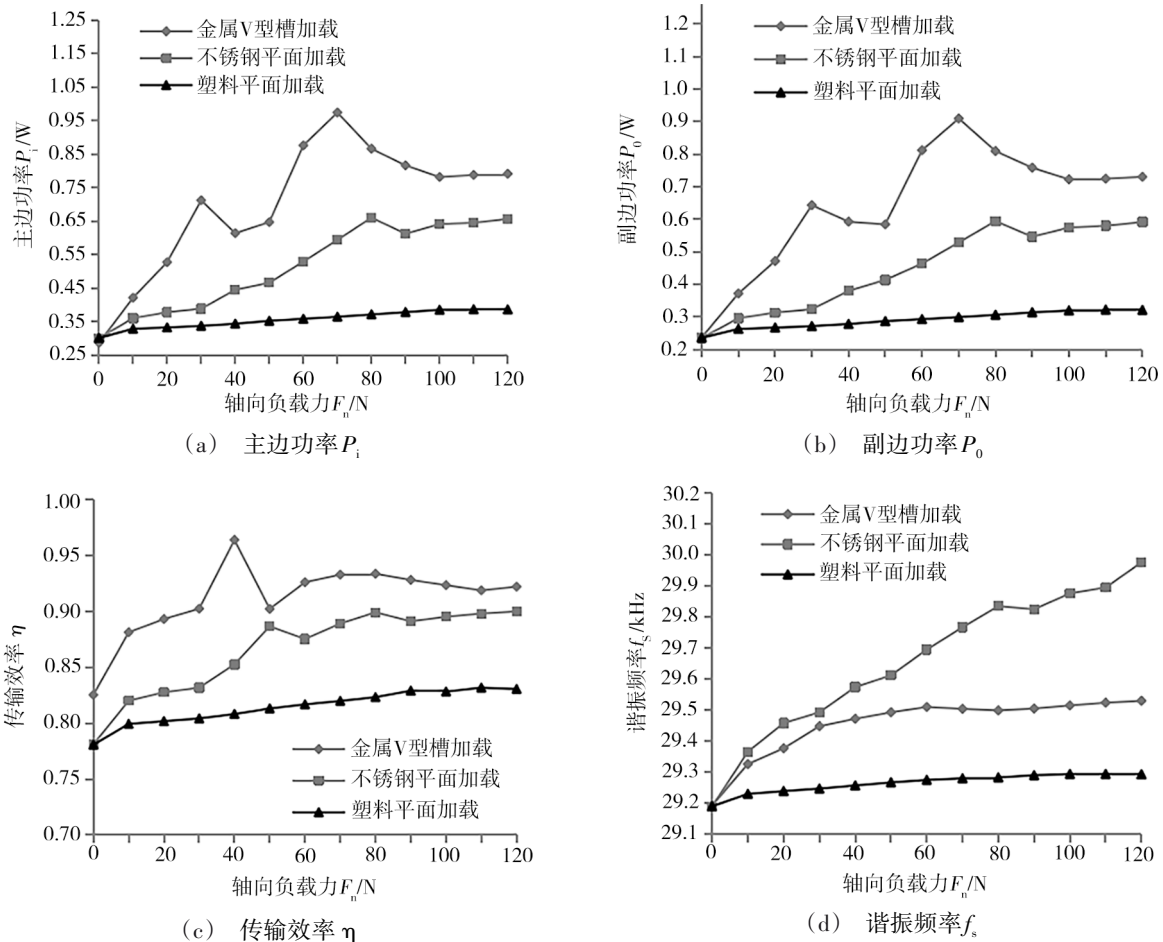 1.25
1.15
1.05
0.95
0.85
0.75
0.65
0.55
0.45
0.35
0.25
主边功率Pi/W
金属V型槽加载
不锈钢平面加载
塑料平面加载
0 20 40 60 80 100 120
轴向负载力Fn/N
(a) 主边功率Pi
1.2
1.1
1.0
0.9
0.8
0.7
0.6
0.5
0.4
0.3
0.2
副边功率P0/W
金属V型槽加载
不锈钢平面加载
塑料平面加载
0 20 40 60 80 100 120
轴向负载力Fn/N
(b) 副边功率P0
1.00
0.95
0.90
0.85
0.80
0.75
0.70
传输效率 η
金属V型槽加载
不锈钢平面加载
塑料平面加载
0 20 40 60 80 100 120
轴向负载力Fn/N
(c) 传输效率 η
30.2
30.1
30.0
29.9
29.8
29.7
29.6
29.5
29.4
29.3
29.2
29.1
谐振频率fs/kHz
金属V型槽加载
不锈钢平面加载
塑料平面加载
0 20 40 60 80 100 120
轴向负载力Fn/N
(d) 谐振频率fs